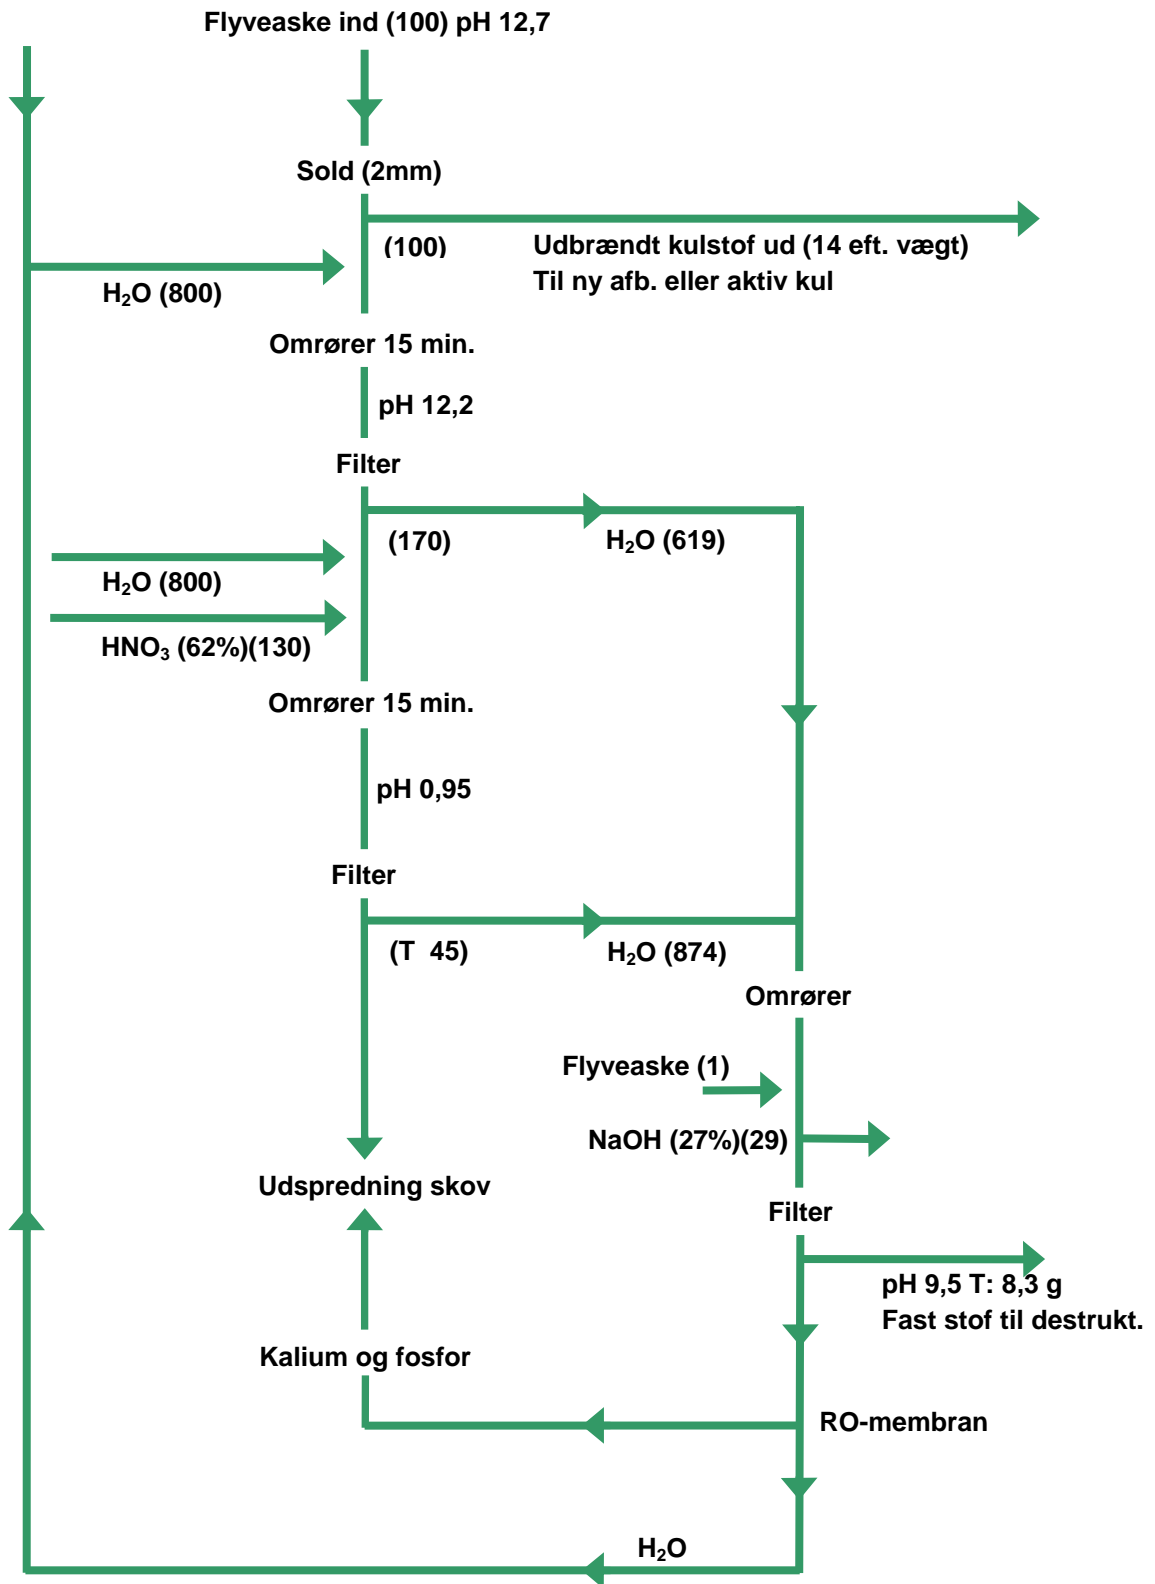 Flyveaske ind (100) pH 12,7
Sold (2mm)
(100)
Udbrændt kulstof ud (14 eft. vægt)
Til ny afb. eller aktiv kul
H₂O (800)
Omrører 15 min.
pH 12,2
Filter
(170)
H₂O (619)
H₂O (800)
HNO₃ (62%)(130)
Omrører 15 min.
pH 0,95
Filter
(T 45)
H₂O (874)
Omrører
Flyveaske (1)
NaOH (27%)(29)
Udspredning skov
Filter
pH 9,5 T: 8,3 g
Fast stof til destrukt.
Kalium og fosfor
RO-membran
H₂O